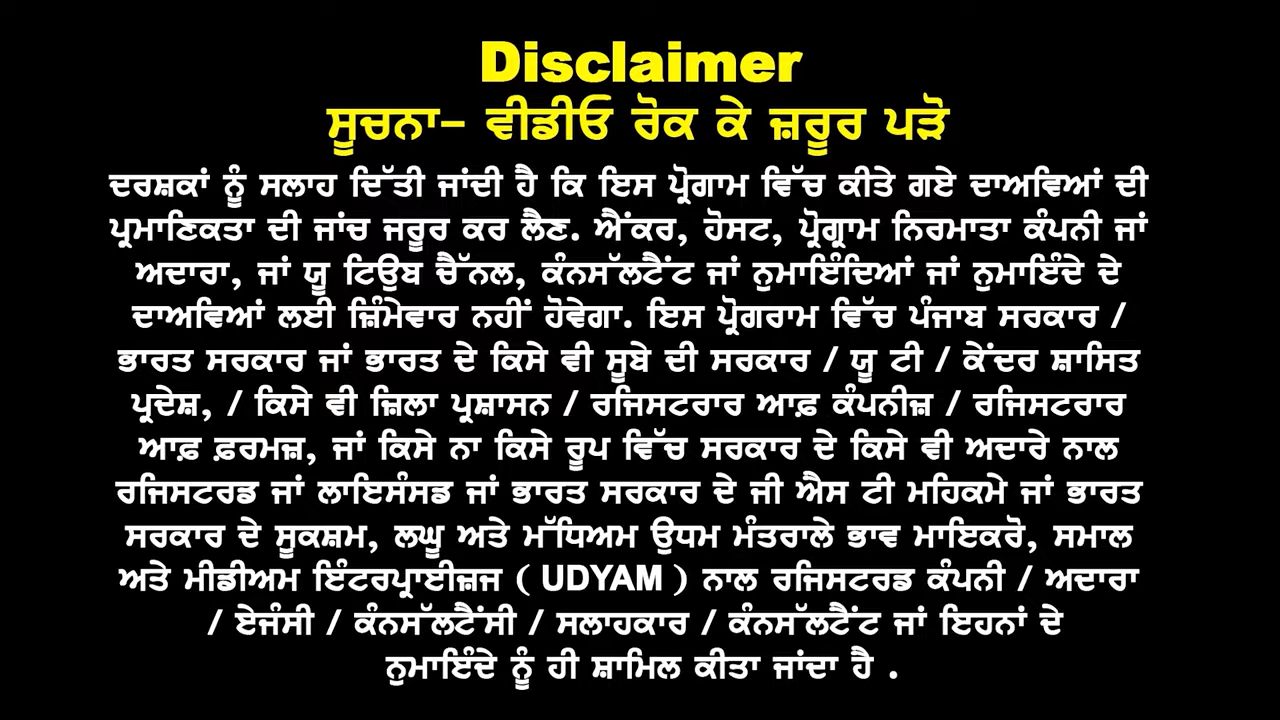 Disclaimer
ਸੂਚਨਾ- ਵੀਡੀਓ ਰੋਕ ਕੇ ਜ਼ਰੂਰ ਪੜੋ
ਦਰਸ਼ਕਾਂ ਨੂੰ ਸਲਾਹ ਦਿੱਤੀ ਜਾਂਦੀ ਹੈ ਕਿ ਇਸ ਪ੍ਰੋਗਾਮ ਵਿੱਚ ਕੀਤੇ ਗਏ ਦਾਅਵਿਆਂ ਦੀ
ਪ੍ਰਮਾਣਿਕਤਾ ਦੀ ਜਾਂਚ ਜਰੂਰ ਕਰ ਲੈਣ. ਐਂਕਰ, ਹੋਸਟ, ਪ੍ਰੋਗ੍ਰਾਮ ਨਿਰਮਾਤਾ ਕੰਪਨੀ ਜਾਂ
ਅਦਾਰਾ, ਜਾਂ ਯੂ ਟਿਊਬ ਚੈੱਨਲ, ਕੰਨਸੱਲਟੈਂਟ ਜਾਂ ਨੁਮਾਇੰਦਿਆਂ ਜਾਂ ਨੁਮਾਇੰਦੇ ਦੇ
ਦਾਅਵਿਆਂ ਲਈ ਜ਼ਿੰਮੇਵਾਰ ਨਹੀਂ ਹੋਵੇਗਾ. ਇਸ ਪ੍ਰੋਗਰਾਮ ਵਿੱਚ ਪੰਜਾਬ ਸਰਕਾਰ /
ਭਾਰਤ ਸਰਕਾਰ ਜਾਂ ਭਾਰਤ ਦੇ ਕਿਸੇ ਵੀ ਸੂਬੇ ਦੀ ਸਰਕਾਰ / ਯੂ ਟੀ / ਕੇਂਦਰ ਸ਼ਾਸਿਤ
ਪ੍ਰਦੇਸ਼, / ਕਿਸੇ ਵੀ ਜ਼ਿਲਾ ਪ੍ਰਸ਼ਾਸਨ / ਰਜਿਸਟਰਾਰ ਆਫ਼ ਕੰਪਨੀਜ਼ / ਰਜਿਸਟਰਾਰ
ਆਫ਼ ਫ਼ਰਮਜ਼, ਜਾਂ ਕਿਸੇ ਨਾ ਕਿਸੇ ਰੂਪ ਵਿੱਚ ਸਰਕਾਰ ਦੇ ਕਿਸੇ ਵੀ ਅਦਾਰੇ ਨਾਲ
ਰਜਿਸਟਰਡ ਜਾਂ ਲਾਇਸੰਸਡ ਜਾਂ ਭਾਰਤ ਸਰਕਾਰ ਦੇ ਜੀ ਐਸ ਟੀ ਮਹਿਕਮੇ ਜਾਂ ਭਾਰਤ
ਸਰਕਾਰ ਦੇ ਸੂਕਸ਼ਮ, ਲਘੂ ਅਤੇ ਮੱਧਿਅਮ ਉਧਮ ਮੰਤਰਾਲੇ ਭਾਵ ਮਾਇਕਰੋ, ਸਮਾਲ
ਅਤੇ ਮੀਡੀਅਮ ਇੰਟਰਪ੍ਰਾਈਜ਼ਜ ( UDYAM ) ਨਾਲ ਰਜਿਸਟਰਡ ਕੰਪਨੀ / ਅਦਾਰਾ
/ ਏਜੰਸੀ / ਕੰਨਸੱਲਟੈਂਸੀ / ਸਲਾਹਕਾਰ / ਕੰਨਸੱਲਟੈਂਟ ਜਾਂ ਇਹਨਾਂ ਦੇ
ਨੁਮਾਇੰਦੇ ਨੂੰ ਹੀ ਸ਼ਾਮਿਲ ਕੀਤਾ ਜਾਂਦਾ ਹੈ .